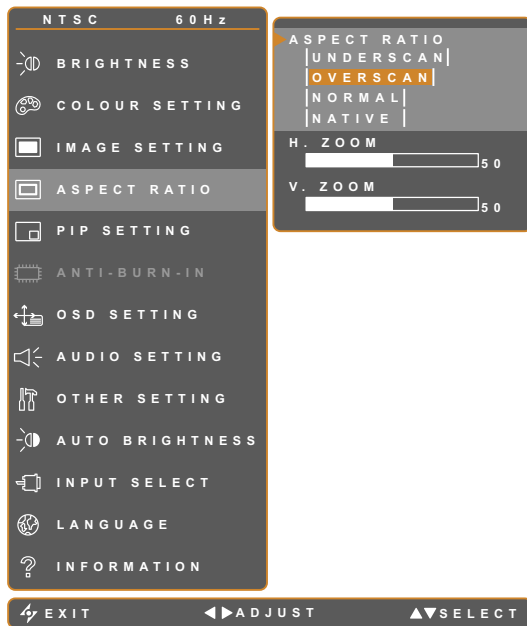 NTSC 60Hz
BRIGHTNESS
COLOUR SETTING
IMAGE SETTING
ASPECT RATIO
PIP SETTING
ANTI-BURN-IN
OSD SETTING
AUDIO SETTING
OTHER SETTING
AUTO BRIGHTNESS
INPUT SELECT
LANGUAGE
INFORMATION
ASPECT RATIO
UNDERSCAN
OVERSCAN
NORMAL
NATIVE
H. ZOOM
50
V. ZOOM
50
EXIT ADJUST SELECT